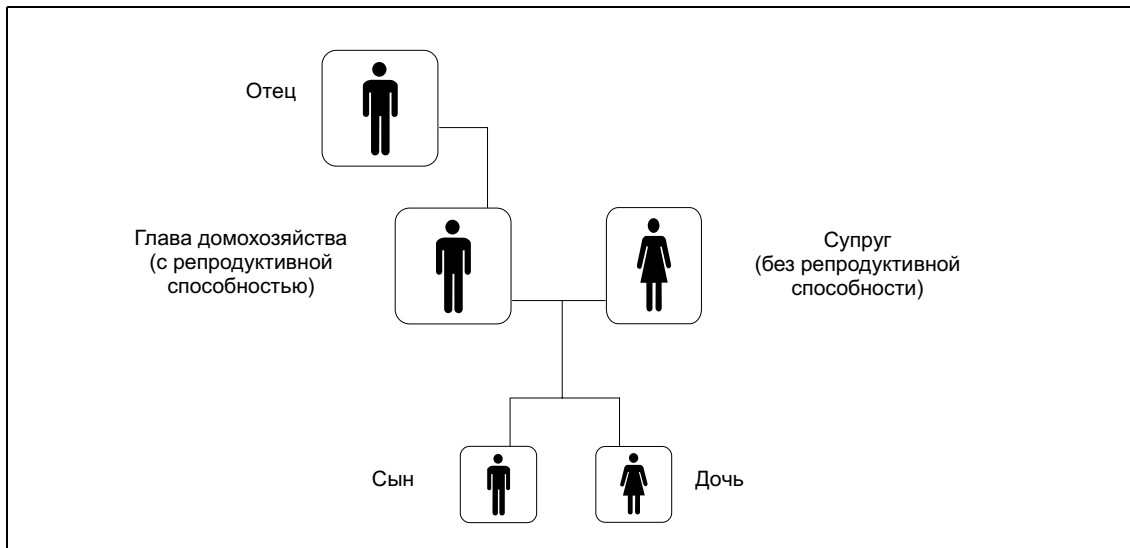 Отец
Глава домохозяйства
(с репродуктивной
способностью)
Супруг
(без репродуктивной
способности)
Сын
Дочь